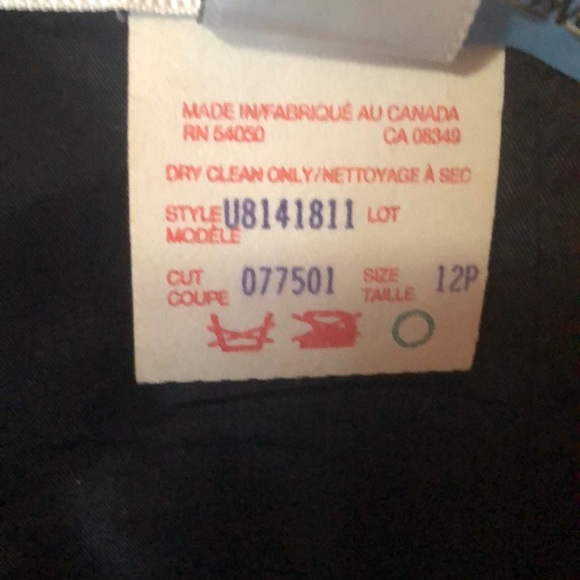 MADE IN/FABRIQUÉ AU CANADA
RN 54050 CA 08349
DRY CLEAN ONLY/NETTOYAGE À SEC
STYLE U8141811 LOT
MODÈLE
CUT 077501 SIZE 12P
COUPE TAILLE